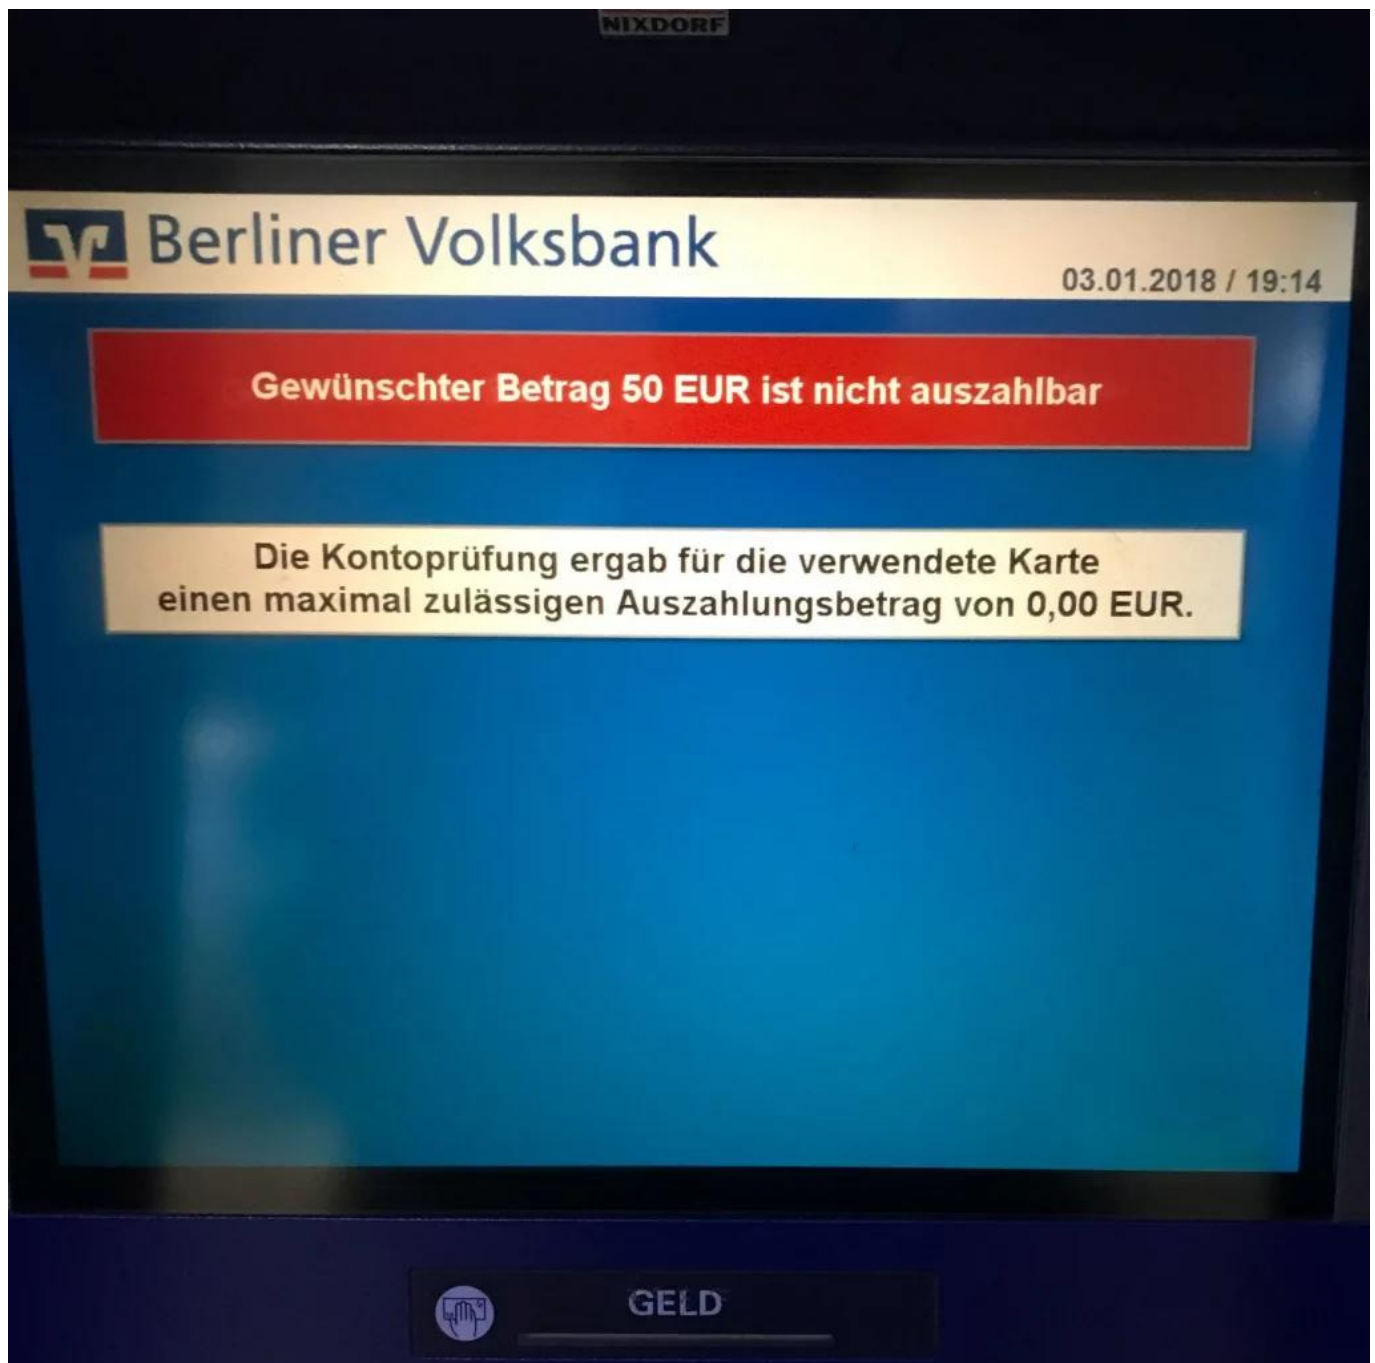 NIXDORF
Berliner Volksbank
03.01.2018 / 19:14
Gewünschter Betrag 50 EUR ist nicht auszahlbar
Die Kontoprüfung ergab für die verwendete Karte
einen maximal zulässigen Auszahlungsbetrag von 0,00 EUR.
GELD